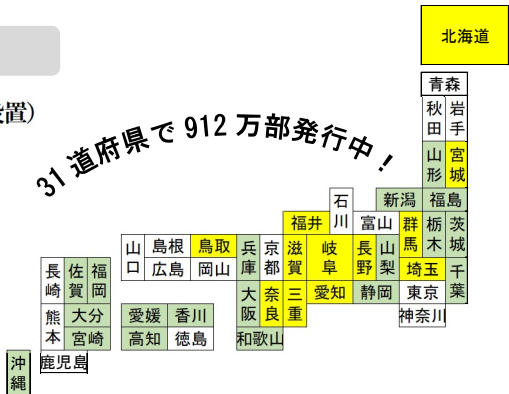 北海道
置）
31 道府県で 912 万部発行中！
青森
秋田
岩手
山形
宮城
新潟
福島
石川
福井
富山
群馬
栃木
茨城
山口
島根
鳥取
兵庫
京都
滋賀
岐阜
長野
山梨
埼玉
千葉
広島
岡山
長崎
佐賀
福岡
大阪
奈良
三重
愛知
静岡
東京
神奈川
熊本
大分
宮崎
愛媛
香川
高知
徳島
和歌山
鹿児島
沖縄